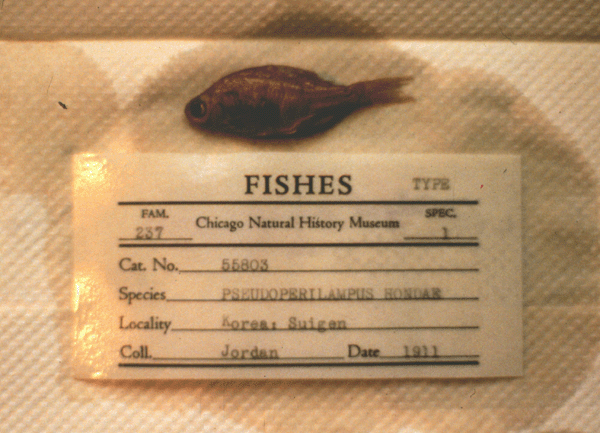 FISHES TYPE
FAM. Chicago Natural History Museum SPEC.
237 1
Cat. No. 55803
Species PSEUDOPERILAMPUS HONDAE
Locality Korea: Suigen
Coll. Jordan Date 1911